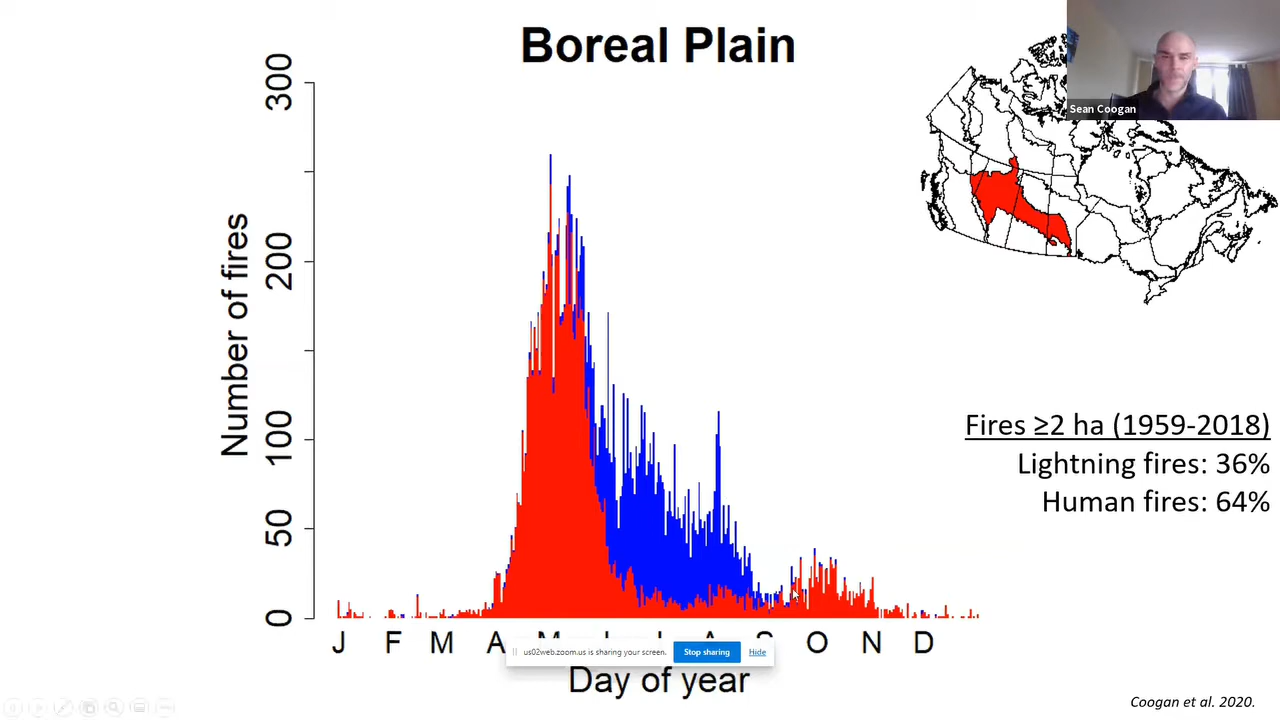 Boreal Plain
Sean Coogan
300
200
100
50
0
Number of fires
Fires ≥2 ha (1959-2018)
Lightning fires: 36%
Human fires: 64%
J F M A M J J A S O N D
us02web.zoom.us is sharing your screen. Stop sharing Hide
Day of year
Coogan et al. 2020.